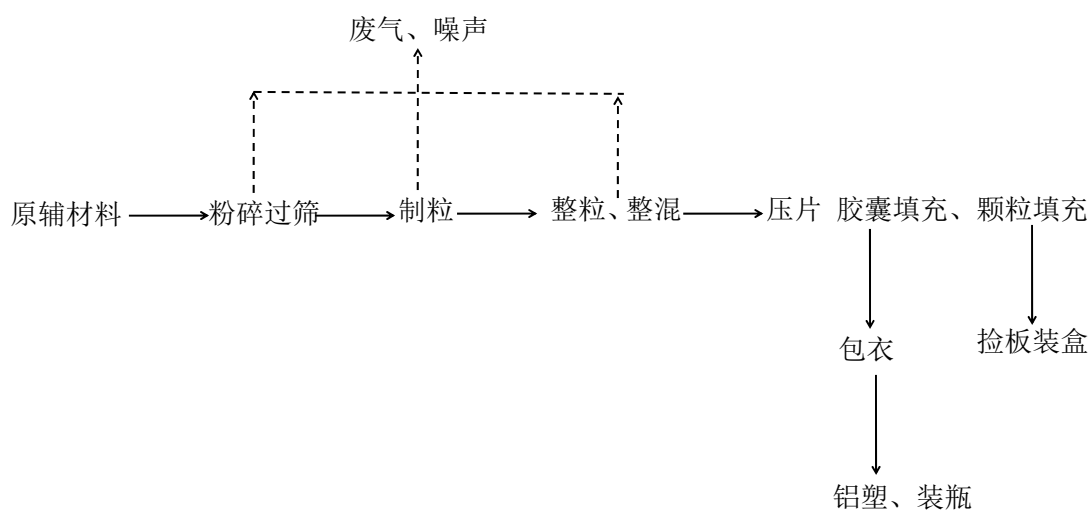 废气、噪声
原辅材料 粉碎过筛 制粒 整粒、整混 压片 胶囊填充、颗粒填充
包衣 捡板装盒
铝塑、装瓶